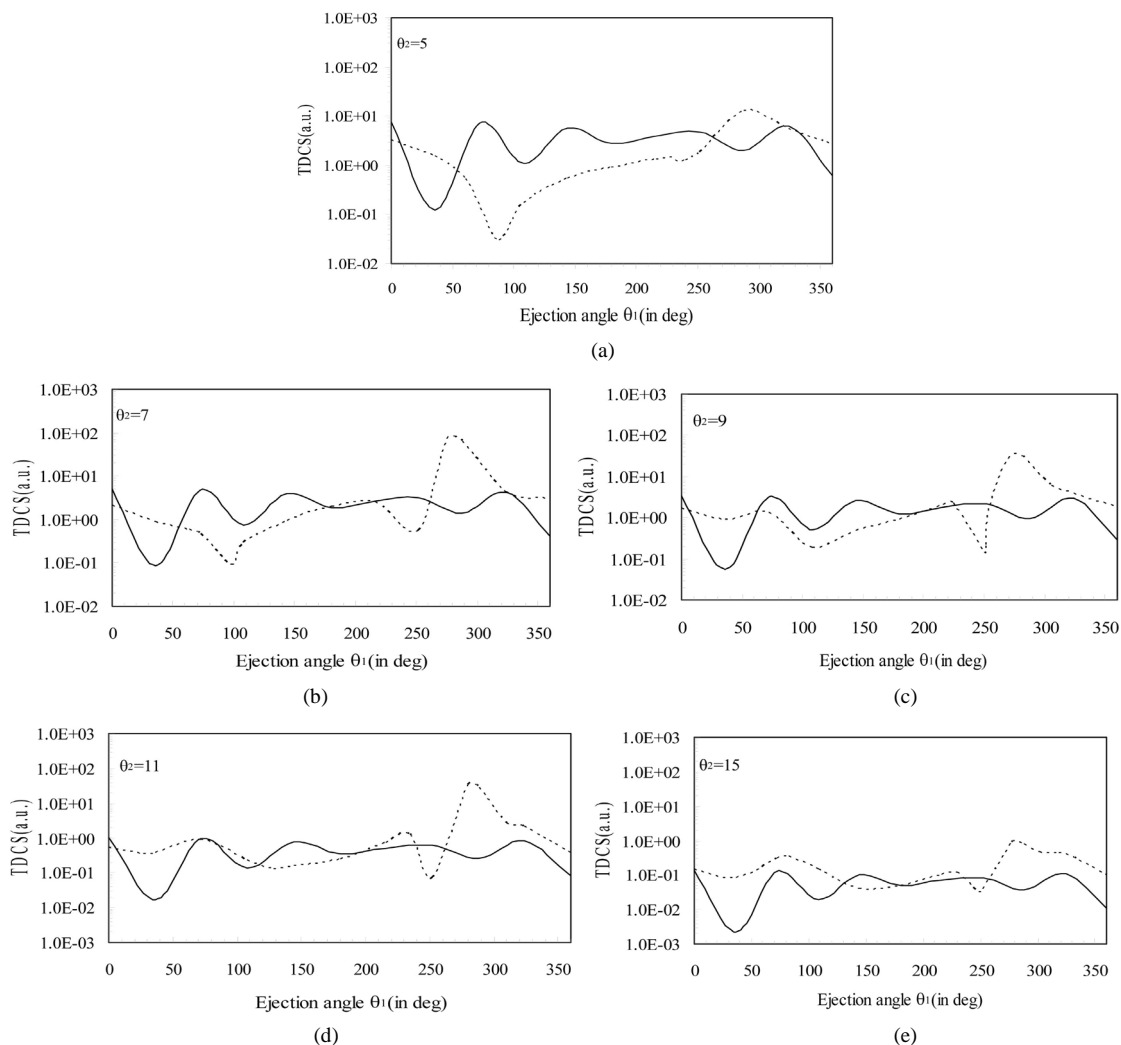 1.0E+03
θ2=5
1.0E+02
1.0E+01
1.0E+00
1.0E-01
1.0E-02
TDCS(a.u.)
0 50 100 150 200 250 300 350
Ejection angle θ1(in deg)
(a)
1.0E+03
θ2=7
1.0E+02
1.0E+01
1.0E+00
1.0E-01
1.0E-02
TDCS(a.u.)
0 50 100 150 200 250 300 350
Ejection angle θ1(in deg)
(b)
1.0E+03
θ2=9
1.0E+02
1.0E+01
1.0E+00
1.0E-01
1.0E-02
TDCS(a.u.)
0 50 100 150 200 250 300 350
Ejection angle θ1(in deg)
(c)
1.0E+03
θ2=11
1.0E+02
1.0E+01
1.0E+00
1.0E-01
1.0E-02
1.0E-03
TDCS(a.u.)
0 50 100 150 200 250 300 350
Ejection angle θ1(in deg)
(d)
1.0E+03
θ2=15
1.0E+02
1.0E+01
1.0E+00
1.0E-01
1.0E-02
1.0E-03
TDCS(a.u.)
0 50 100 150 200 250 300 350
Ejection angle θ1(in deg)
(e)